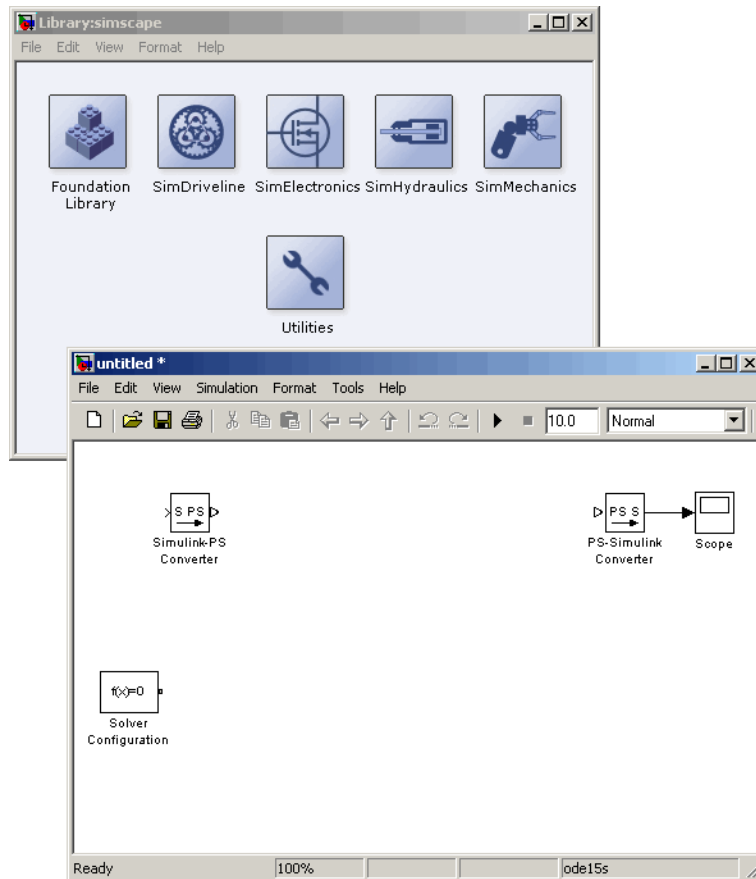 Library:simscape
File Edit View Format Help
Foundation Library
SimDriveline
SimElectronics
SimHydraulics
SimMechanics
Utilities
untitled *
File Edit View Simulation Format Tools Help
10.0 Normal
S PS
Simulink-PS
Converter
PS S
PS-Simulink
Converter
Scope
f(x)=0
Solver
Configuration
Ready 100% ode15s